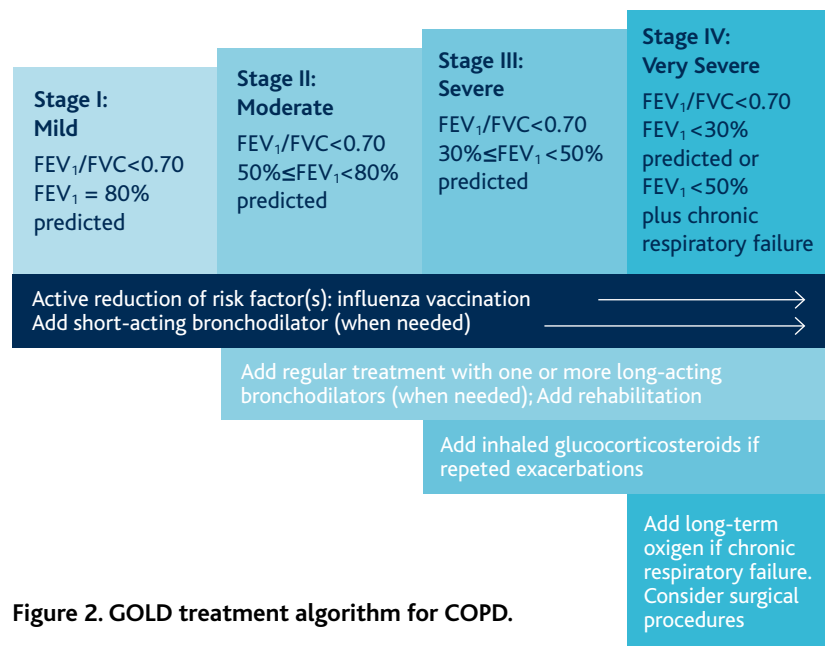 Stage I:
Mild
FEV₁/FVC<0.70
FEV₁ = 80%
predicted
Stage II:
Moderate
FEV₁/FVC<0.70
50%≤FEV₁<80%
predicted
Stage III:
Severe
FEV₁/FVC<0.70
30%≤FEV₁<50%
predicted
Stage IV:
Very Severe
FEV₁/FVC<0.70
FEV₁<30%
predicted or
FEV₁<50%
plus chronic
respiratory failure
Active reduction of risk factor(s): influenza vaccination
Add short-acting bronchodilator (when needed)
Add regular treatment with one or more long-acting
bronchodilators (when needed); Add rehabilitation
Add inhaled glucocorticosteroids if
repeted exacerbations
Add long-term
oxigen if chronic
respiratory failure.
Consider surgical
procedures
Figure 2. GOLD treatment algorithm for COPD.